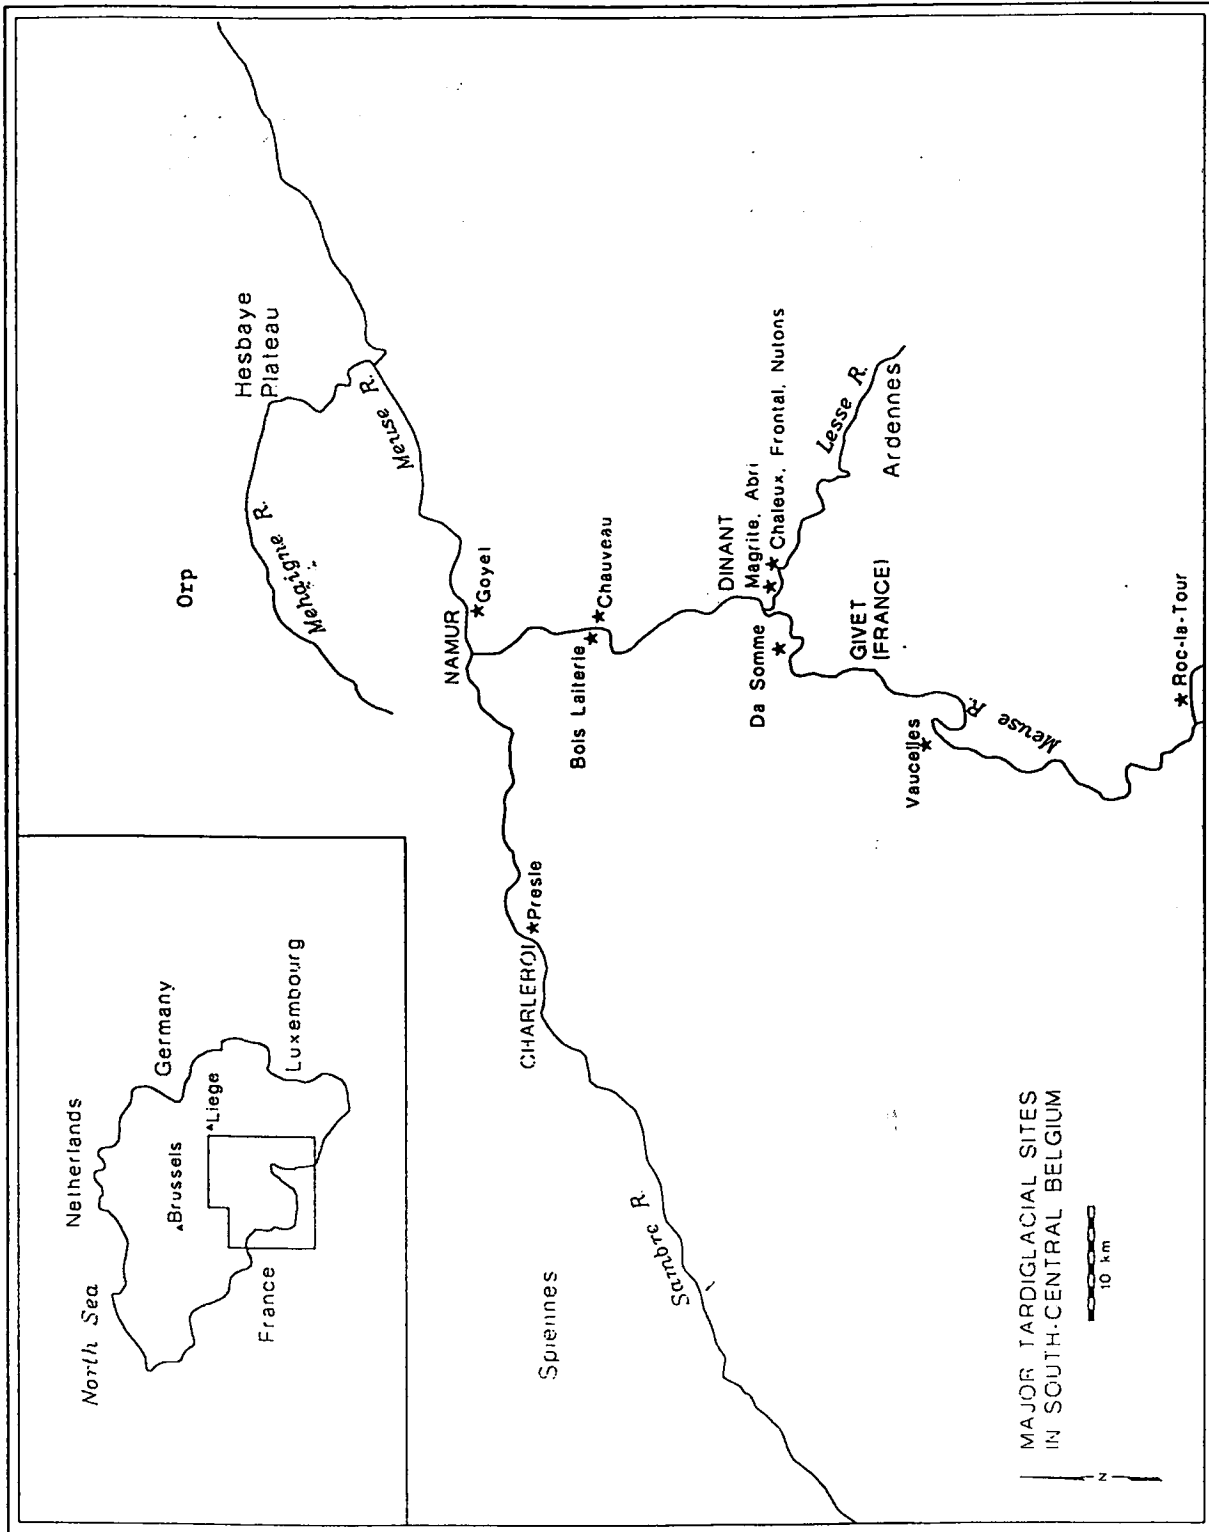 North Sea
Netherlands
Germany
▲Brussels
▲Liege
Luxembourg
France
Orp
Hesbaye
Plateau
Mehaigne R.
Meuse R.
NAMUR
★Goyel
CHARLEROI
★Presle
Spiennes
Sambre R.
Bois Laiterie★
★Chauveau
DINANT
Magrite, Abri
★
★ Chaleux, Frontal, Nutons
Da Somme ★
Lesse R.
Ardennes
GIVET
(FRANCE)
Vaucelles
★
Meuse R.
★Roc-la-Tour
MAJOR TARDIGLACIAL SITES
IN SOUTH-CENTRAL BELGIUM
10 km
N